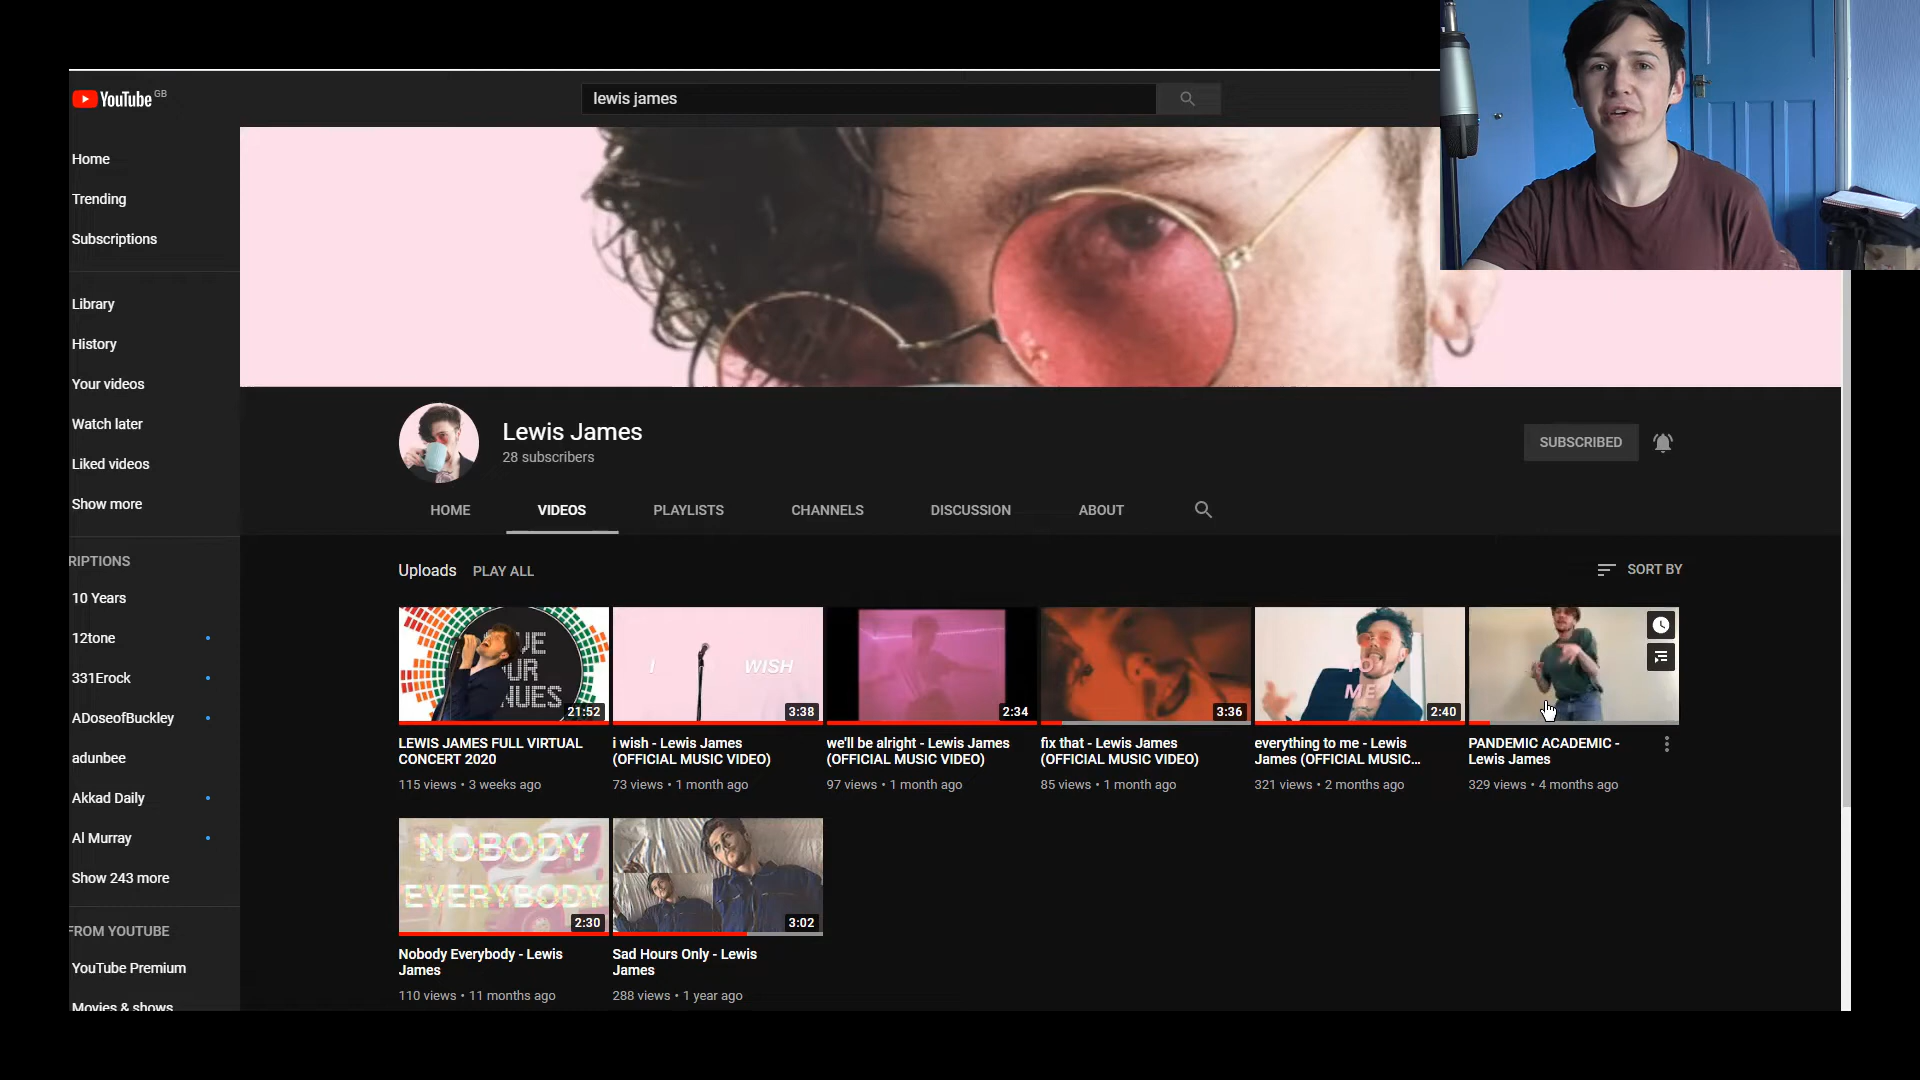 YouTube GB
lewis james
Home
Trending
Subscriptions
Library
History
Your videos
Watch later
Liked videos
Show more
RIPTIONS
10 Years
12tone
331Erock
ADoseofBuckley
adunbee
Akkad Daily
Al Murray
Show 243 more
FROM YOUTUBE
YouTube Premium
Movies & shows
Lewis James
28 subscribers
SUBSCRIBED
HOME VIDEOS PLAYLISTS CHANNELS DISCUSSION ABOUT
Uploads PLAY ALL
SORT BY
VE
UR
NUES
21:52
LEWIS JAMES FULL VIRTUAL
CONCERT 2020
115 views • 3 weeks ago
I WISH
3:38
i wish - Lewis James
(OFFICIAL MUSIC VIDEO)
73 views • 1 month ago
2:34
we'll be alright - Lewis James
(OFFICIAL MUSIC VIDEO)
97 views • 1 month ago
3:36
fix that - Lewis James
(OFFICIAL MUSIC VIDEO)
85 views • 1 month ago
TO
ME
2:40
everything to me - Lewis
James (OFFICIAL MUSIC...
321 views • 2 months ago
PANDEMIC ACADEMIC -
Lewis James
329 views • 4 months ago
NOBODY
EVERYBODY
2:30
Nobody Everybody - Lewis
James
110 views • 11 months ago
3:02
Sad Hours Only - Lewis
James
288 views • 1 year ago